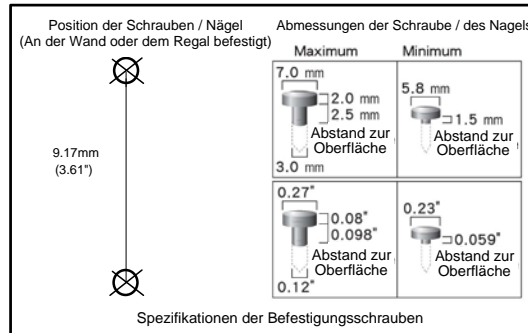 Position der Schrauben / Nägel
(An der Wand oder dem Regal befestigt)
9.17mm
(3.61")
Abmessungen der Schraube / des Nagels
Maximum
Minimum
7.0 mm
2.0 mm
2.5 mm
Abstand zur
Oberfläche
3.0 mm
5.8 mm
1.5 mm
Abstand zur
Oberfläche
0.27"
0.08"
0.098"
Abstand zur
Oberfläche
0.12"
0.23"
0.059"
Abstand zur
Oberfläche
Spezifikationen der Befestigungsschrauben